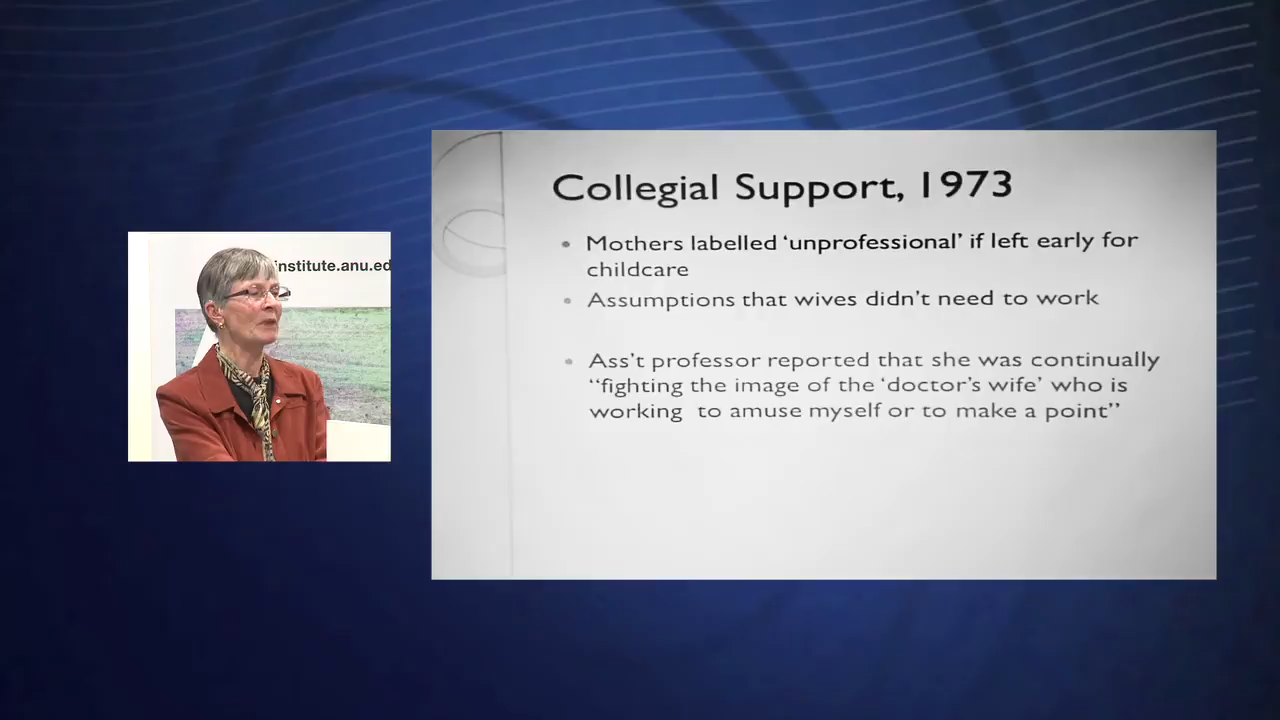 institute.anu.ed
Collegial Support, 1973
• Mothers labelled ‘unprofessional’ if left early for
childcare
• Assumptions that wives didn’t need to work
• Ass’t professor reported that she was continually
“fighting the image of the ‘doctor’s wife’ who is
working to amuse myself or to make a point”